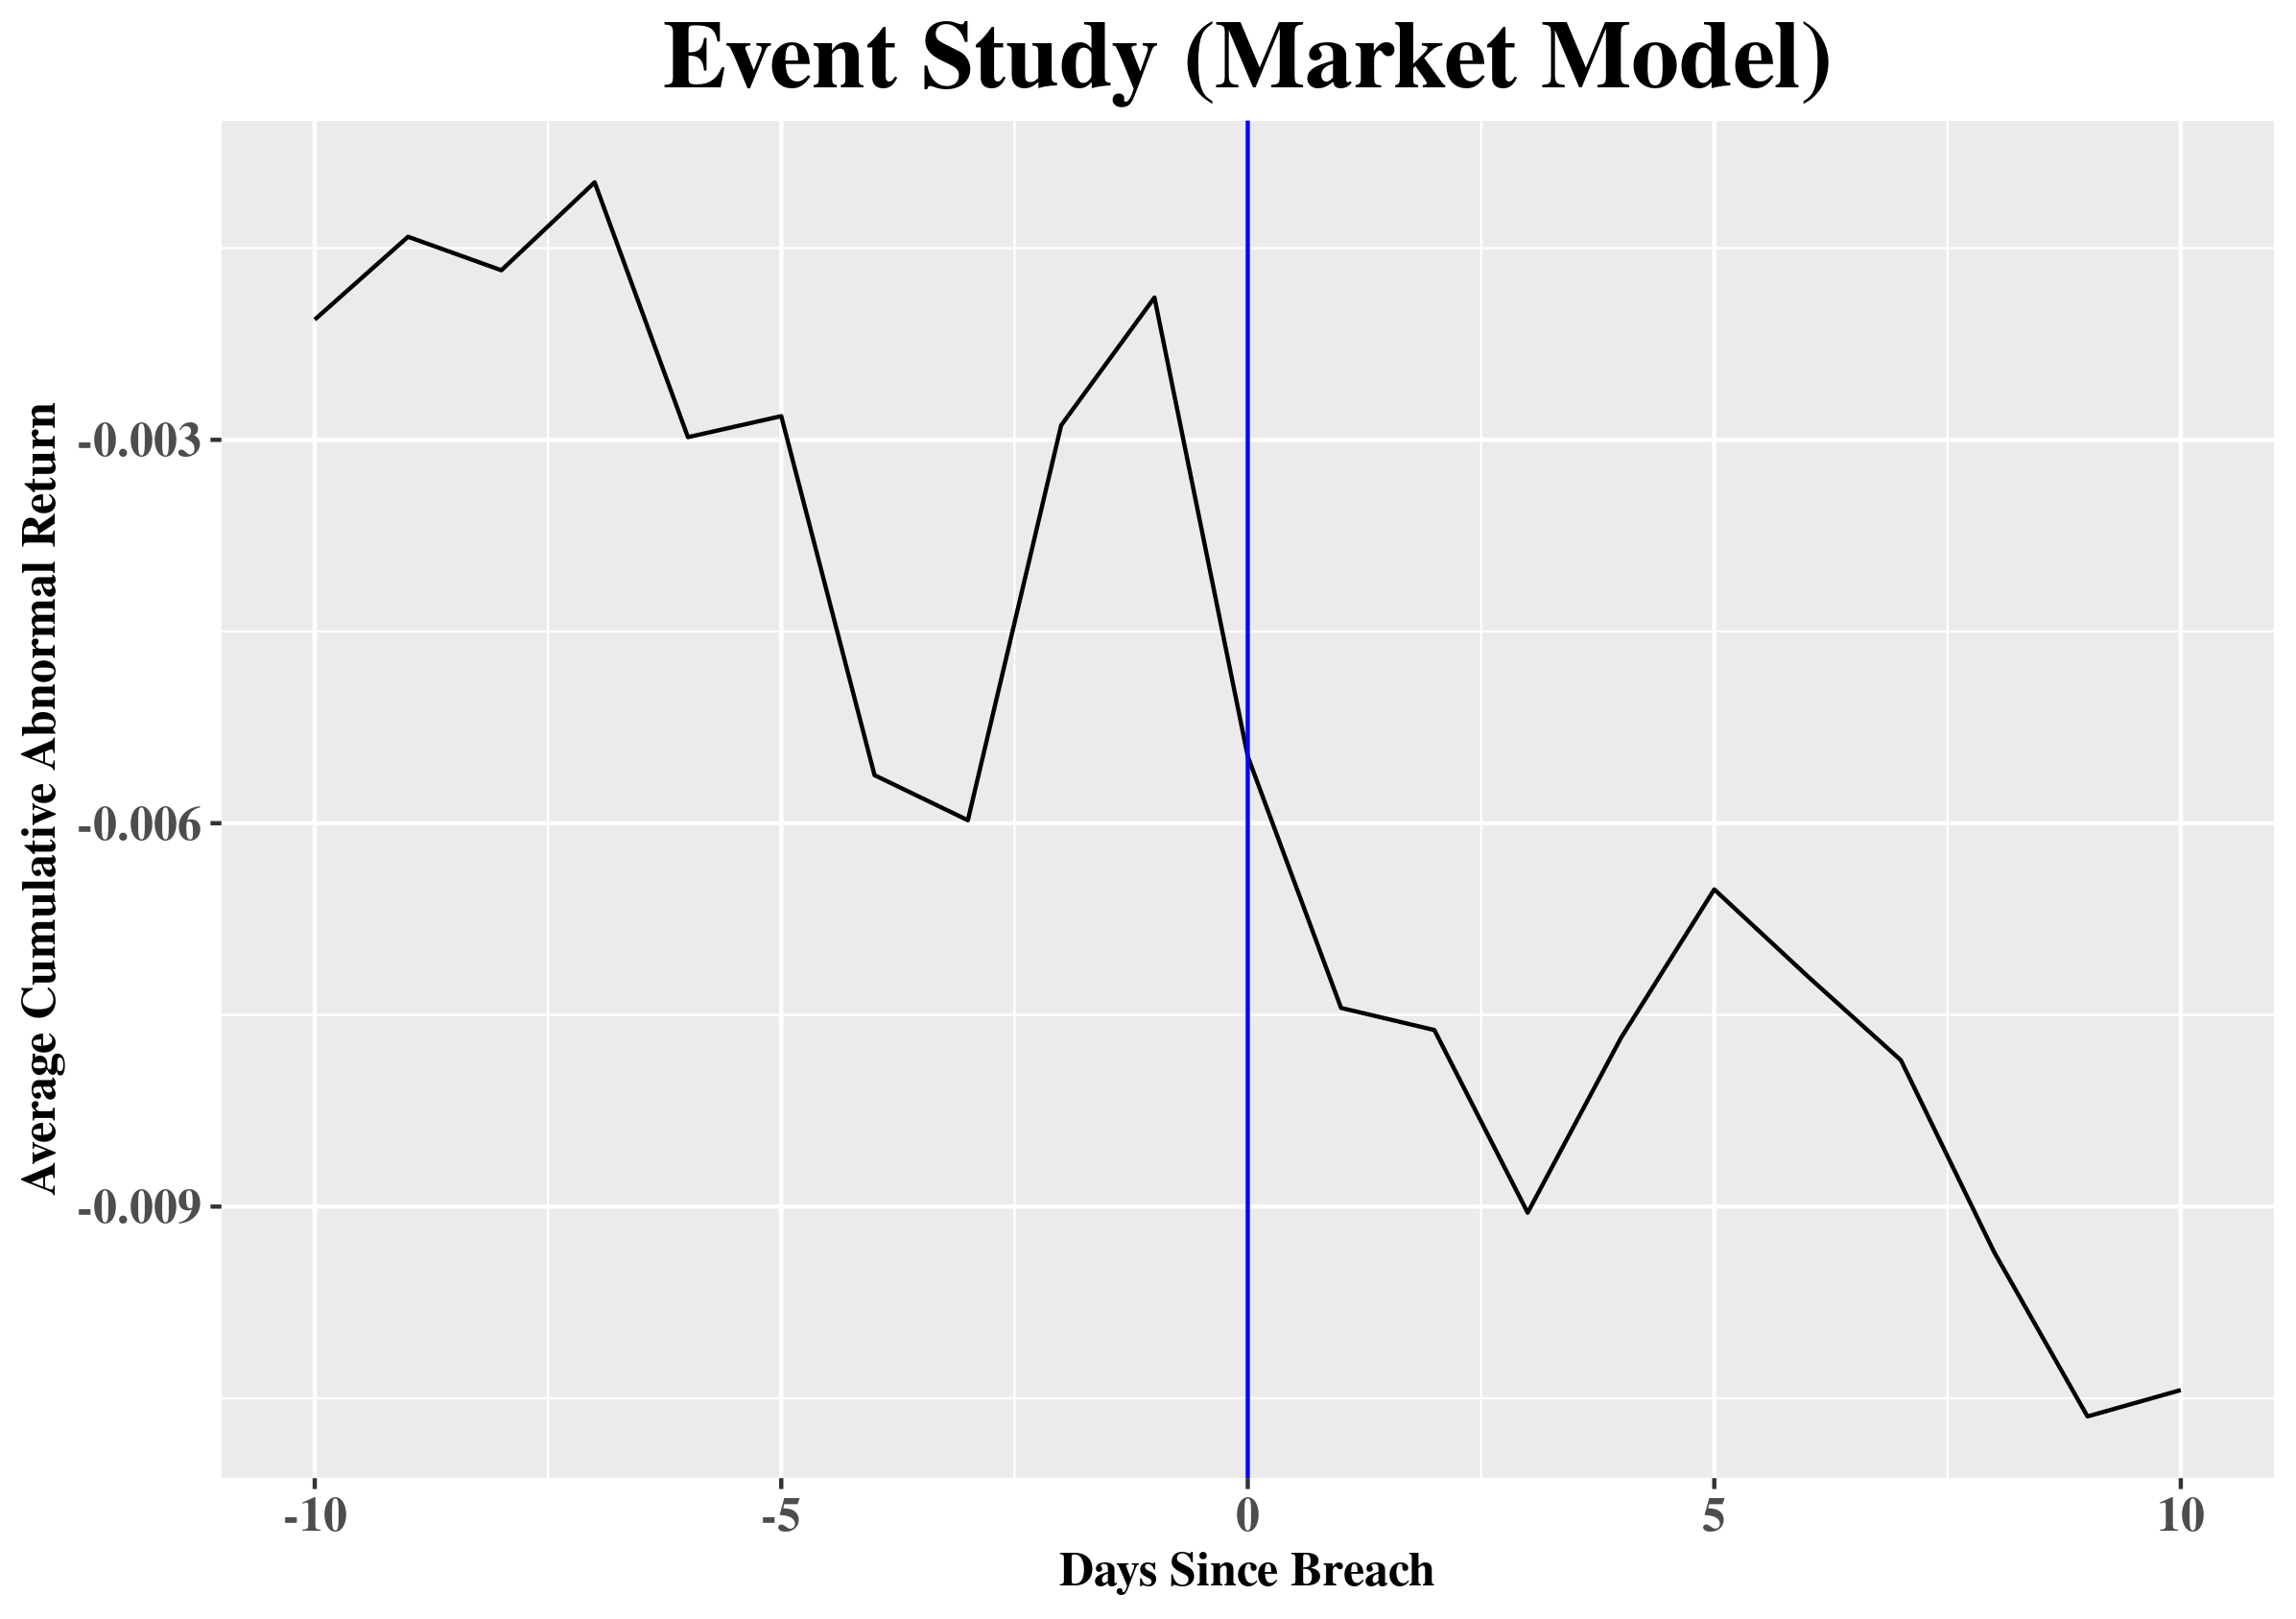 Event Study (Market Model)
Average Cumulative Abnormal Return
-0.003
-0.006
-0.009
-10
-5
0
5
10
Days Since Breach